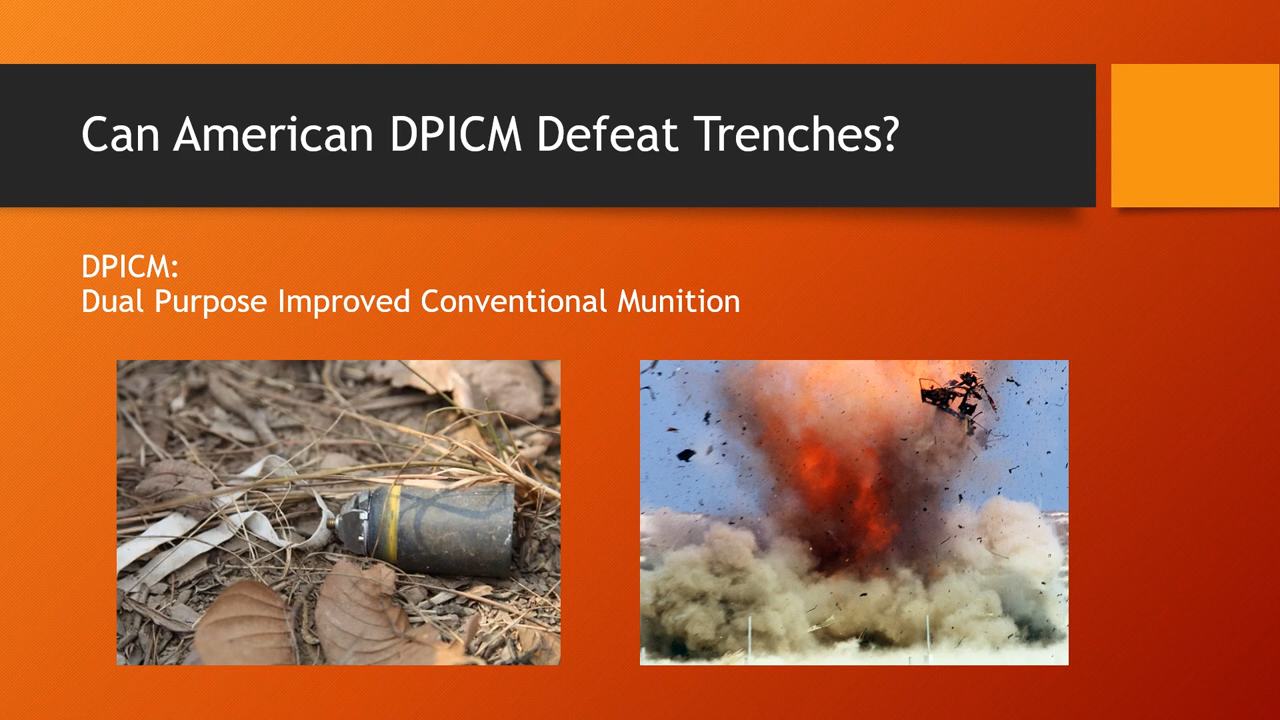 Can American DPICM Defeat Trenches?
DPICM:
Dual Purpose Improved Conventional Munition